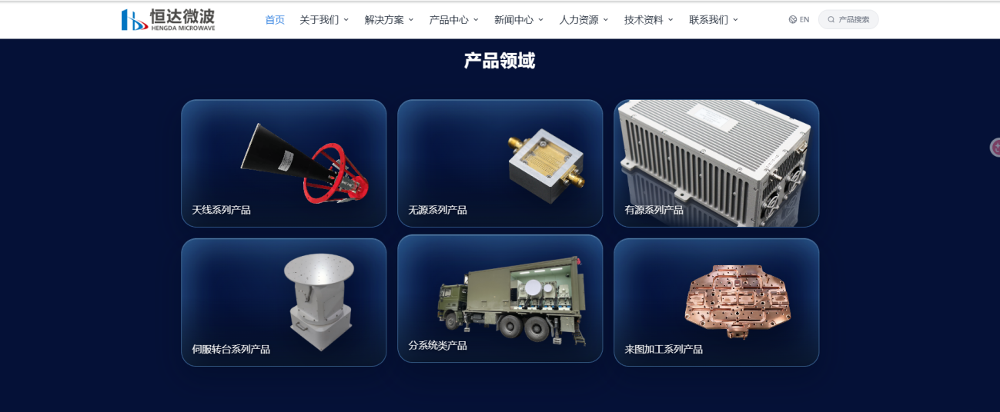 恒达微波
HENGDA MICROWAVE
首页 关于我们 解决方案 产品中心 新闻中心 人力资源 技术资料 联系我们 EN 产品搜索
产品领域
天线系列产品 无源系列产品 有源系列产品
伺服转台系列产品 分系统类产品 来图加工系列产品